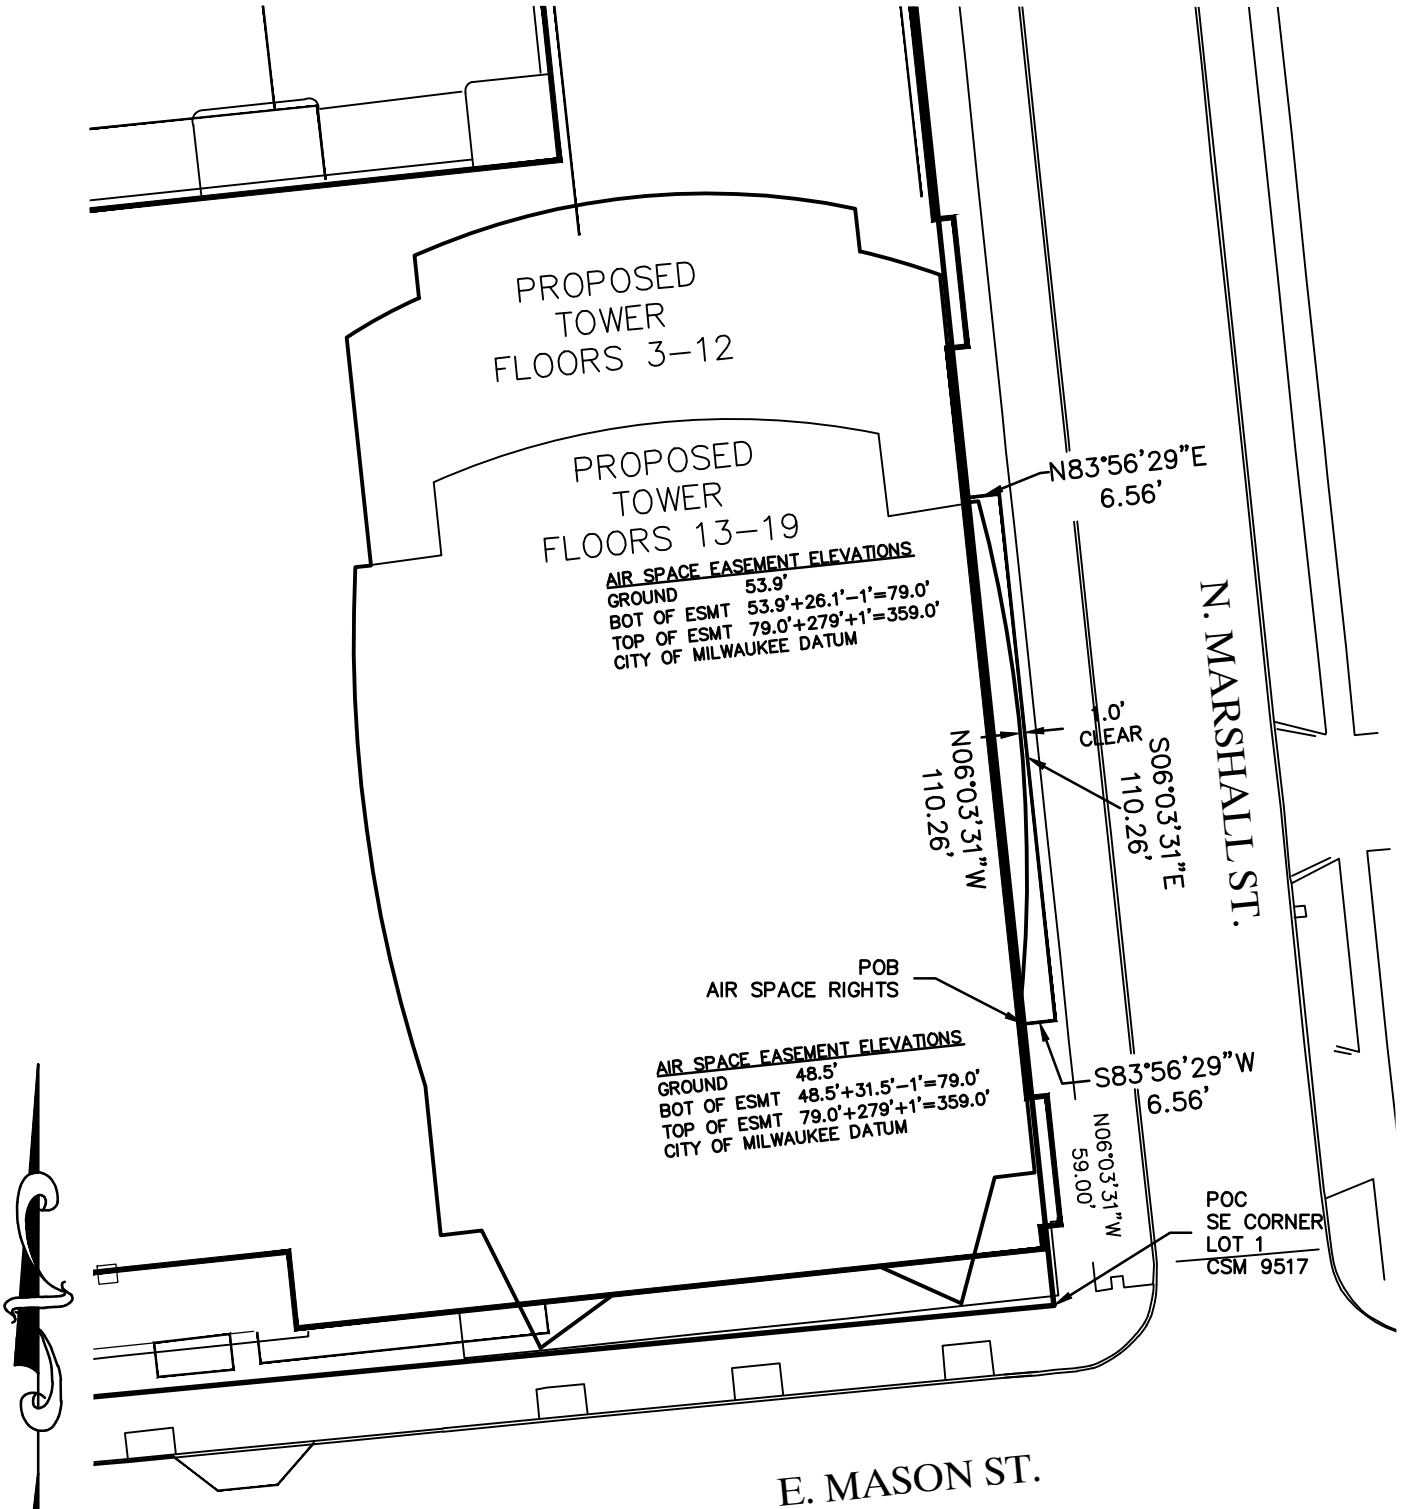 PROPOSED
TOWER
FLOORS 3-12
PROPOSED
TOWER
FLOORS 13-19
AIR SPACE EASEMENT ELEVATIONS
GROUND 53.9'
BOT OF ESMT 53.9'+26.1'-1'=79.0'
TOP OF ESMT 79.0'+279'+1'=359.0'
CITY OF MILWAUKEE DATUM
N83°56'29"E
6.56'
1.0'
CLEAR
N06°03'31"W
110.26'
S06°03'31"E
110.26'
N. MARSHALL ST.
POB
AIR SPACE RIGHTS
AIR SPACE EASEMENT ELEVATIONS
GROUND 48.5'
BOT OF ESMT 48.5'+31.5'-1'=79.0'
TOP OF ESMT 79.0'+279'+1'=359.0'
CITY OF MILWAUKEE DATUM
S83°56'29"W
6.56'
N06°03'31"W
59.00'
POC
SE CORNER
LOT 1
CSM 9517
E. MASON ST.